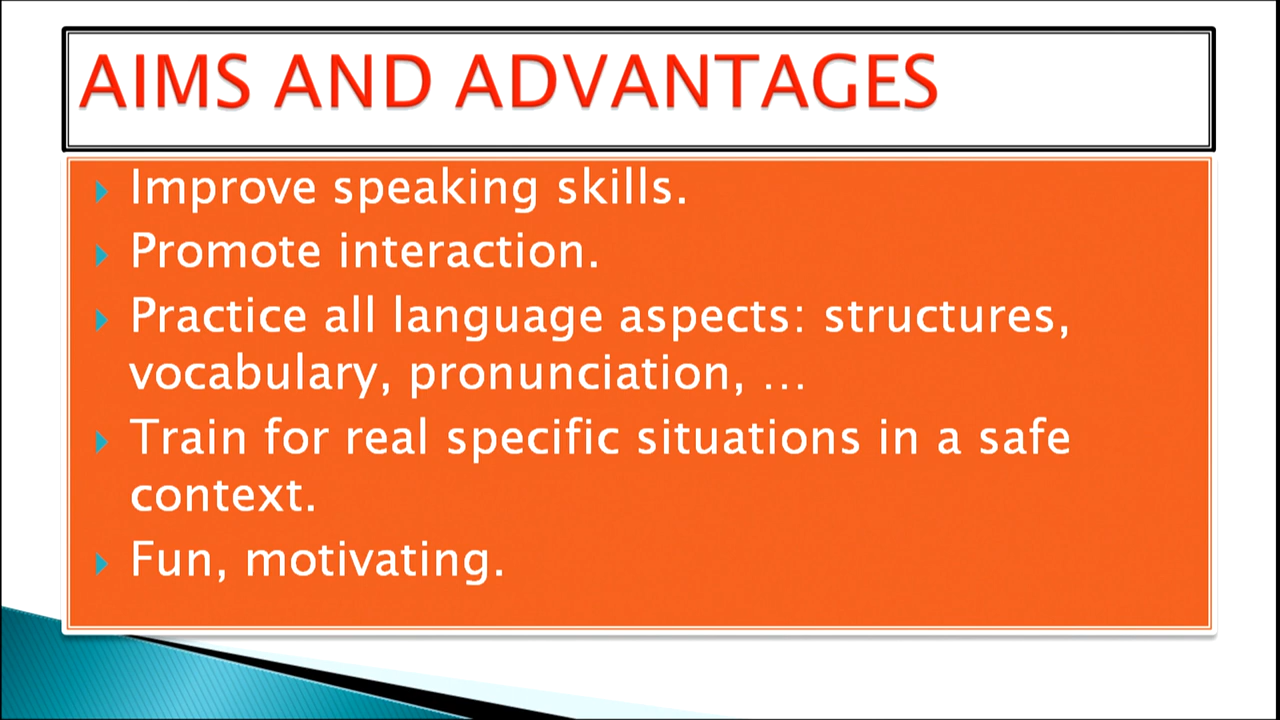 AIMS AND ADVANTAGES
Improve speaking skills.
Promote interaction.
Practice all language aspects: structures,
vocabulary, pronunciation, …
Train for real specific situations in a safe
context.
Fun, motivating.